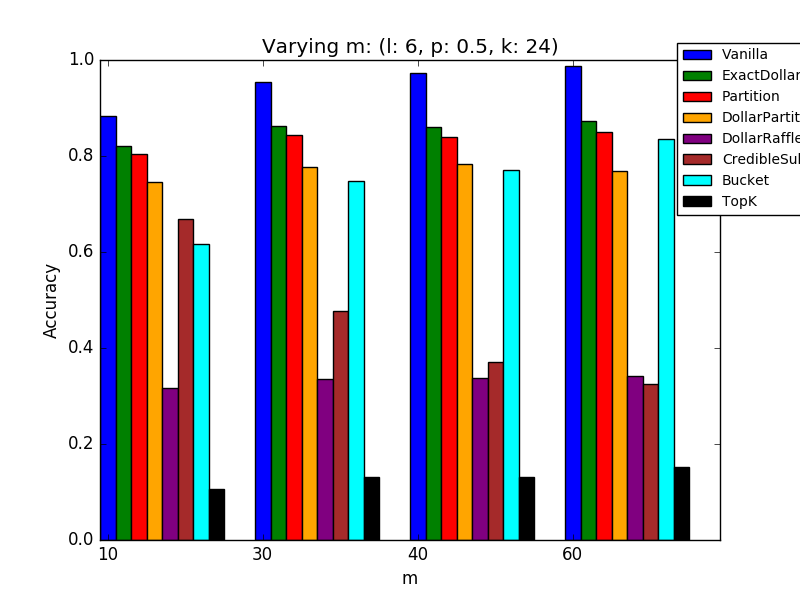 Varying m: (l: 6, p: 0.5, k: 24)
1.0
0.8
0.6
0.4
0.2
0.0
Accuracy
10 30 40 60
m
Vanilla
ExactDollar
Partition
DollarPartit
DollarRaffle
CredibleSu
Bucket
TopK